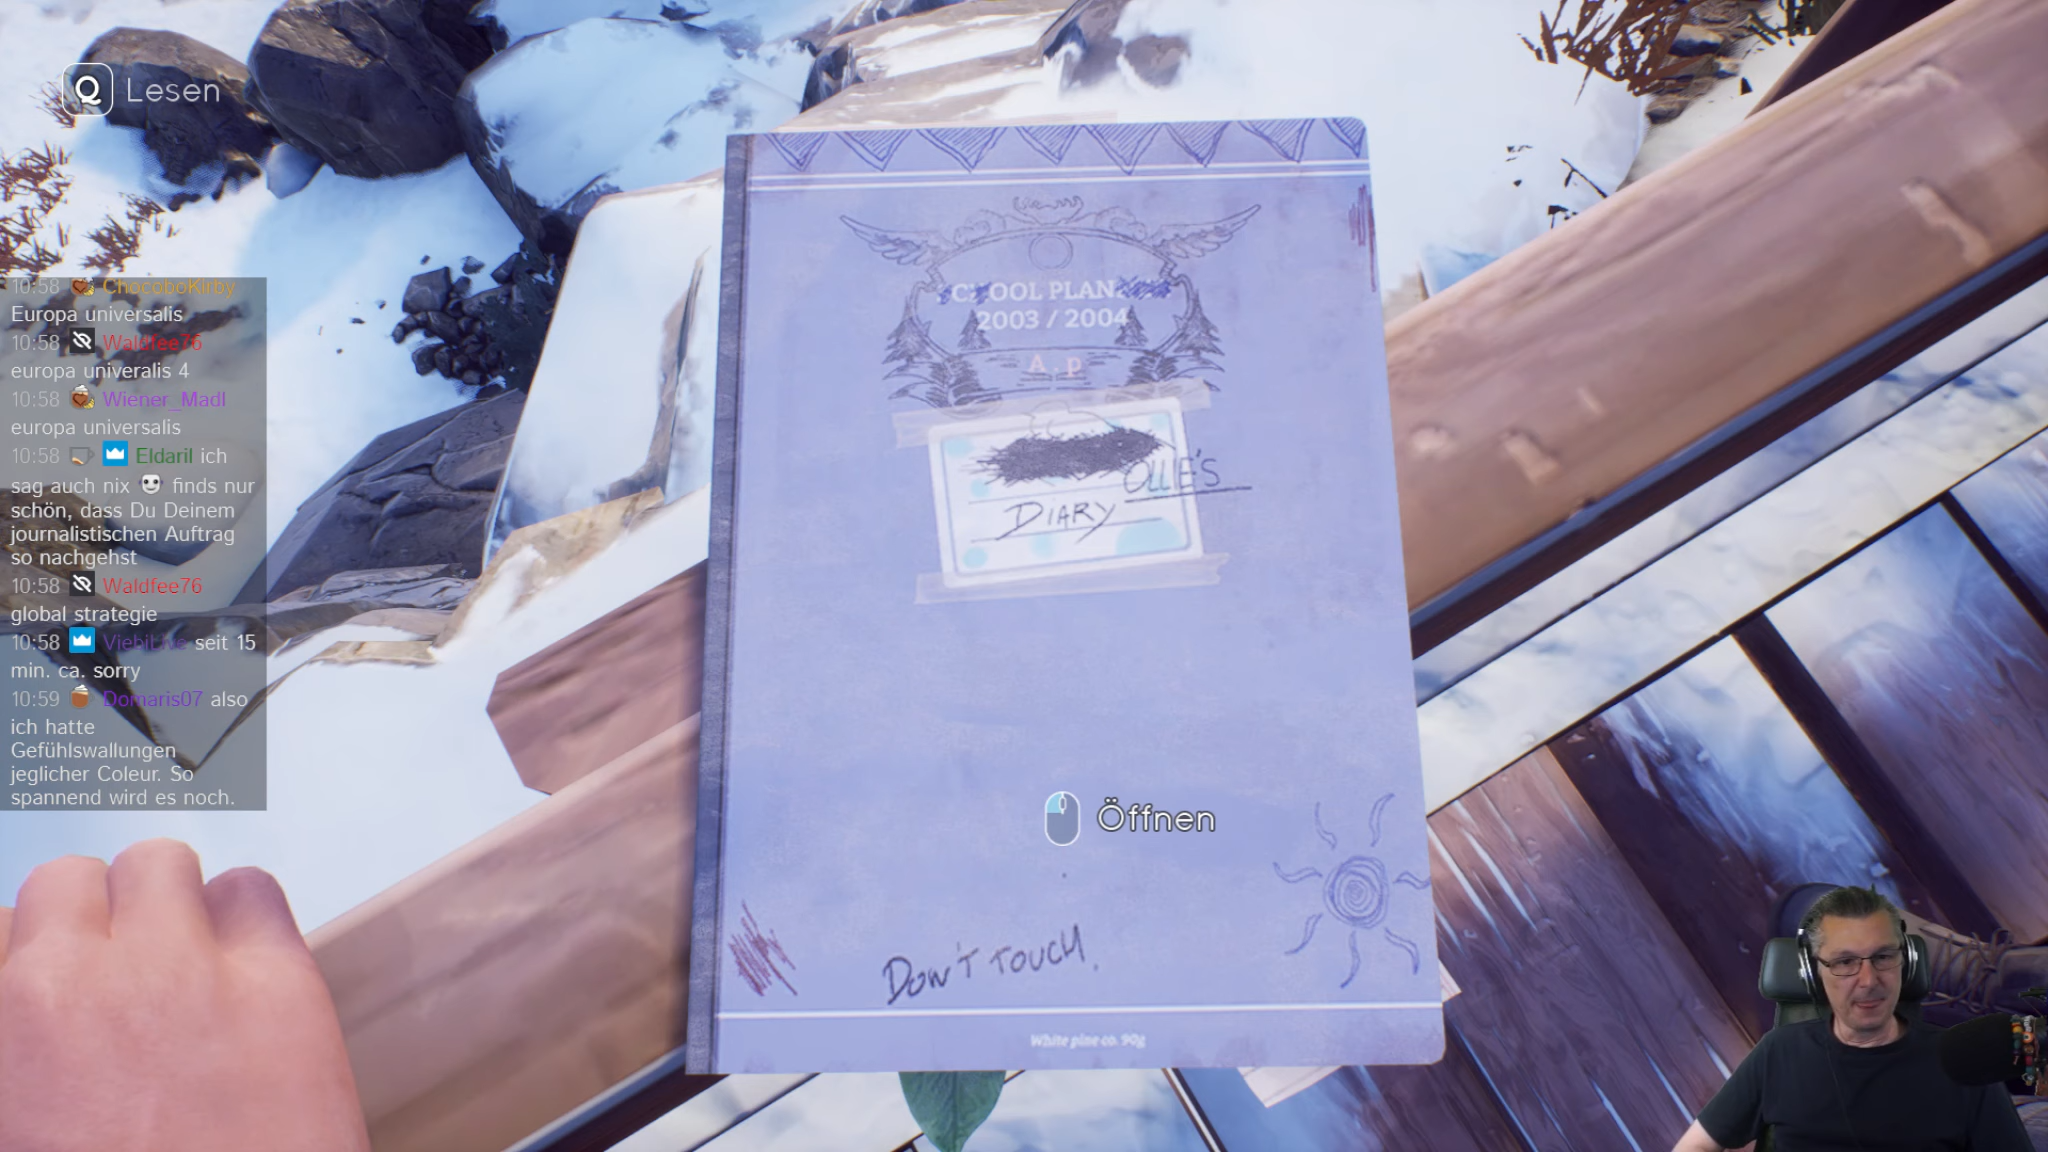 Q Lesen
10:58 ChocoboKirby
Europa universalis
10:58 Waldfee76
europa univeralis 4
10:58 Wiener_Madl
europa universalis
10:58 Eldaril ich
sag auch nix finds nur
schön, dass Du Deinem
journalistischen Auftrag
so nachgehst
10:58 Waldfee76
global strategie
10:58 ViebiLive seit 15
min. ca. sorry
10:59 Domaris07 also
ich hatte
Gefühlswallungen
jeglicher Coleur. So
spannend wird es noch.
2003 / 2004
A.p
OLLE'S
DIARY
Öffnen
DON'T TOUCH.
White pine co. 90g